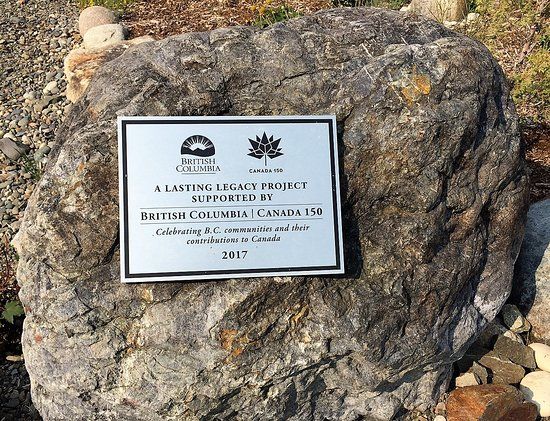 BRITISH
COLUMBIA
CANADA 150
A LASTING LEGACY PROJECT
SUPPORTED BY
BRITISH COLUMBIA | CANADA 150
Celebrating B.C. communities and their
contributions to Canada
2017